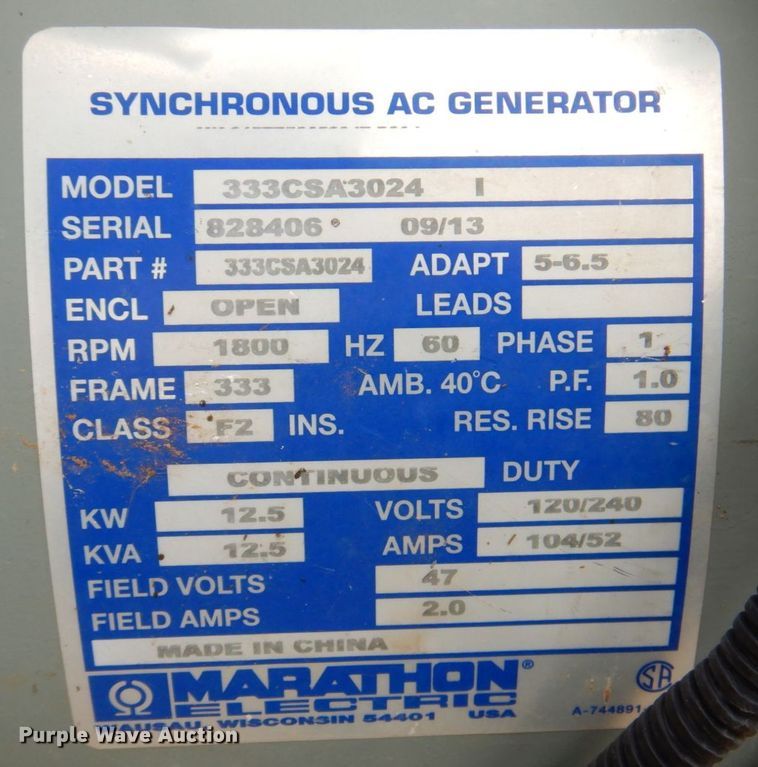 SYNCHRONOUS AC GENERATOR
MODEL 333CSA3024 I
SERIAL 828406 09/13
PART # 333CSA3024 ADAPT 5-6.5
ENCL OPEN LEADS
RPM 1800 HZ 60 PHASE 1
FRAME 333 AMB. 40°C P.F. 1.0
CLASS F2 INS. RES. RISE 80
CONTINUOUS DUTY
KW 12.5 VOLTS 120/240
KVA 12.5 AMPS 104/52
FIELD VOLTS 47
FIELD AMPS 2.0
MADE IN CHINA
MARATHON®
ELECTRIC
WAUSAU, WISCONSIN 54401 USA
SA
A-744891
Purple Wave Auction